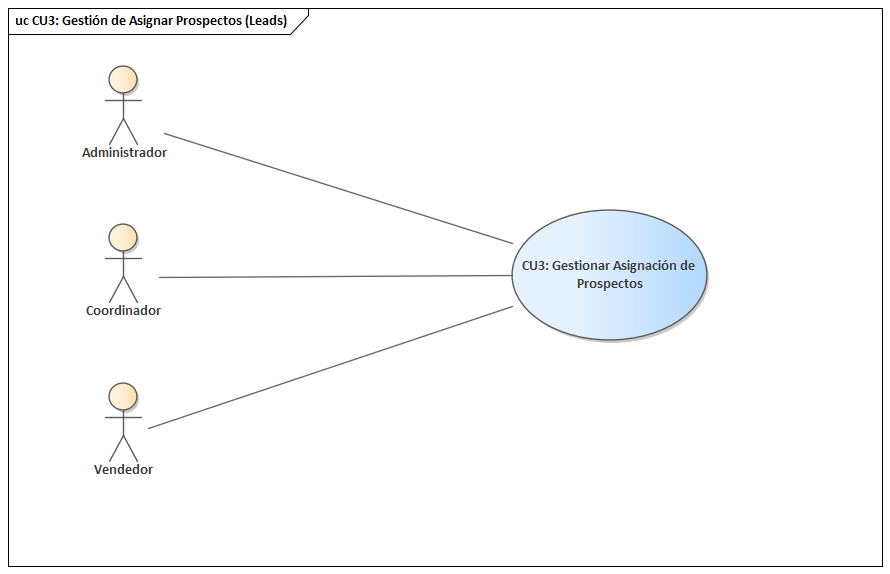 uc CU3: Gestión de Asignar Prospectos (Leads)
Administrador
Coordinador
CU3: Gestionar Asignación de
Prospectos
Vendedor